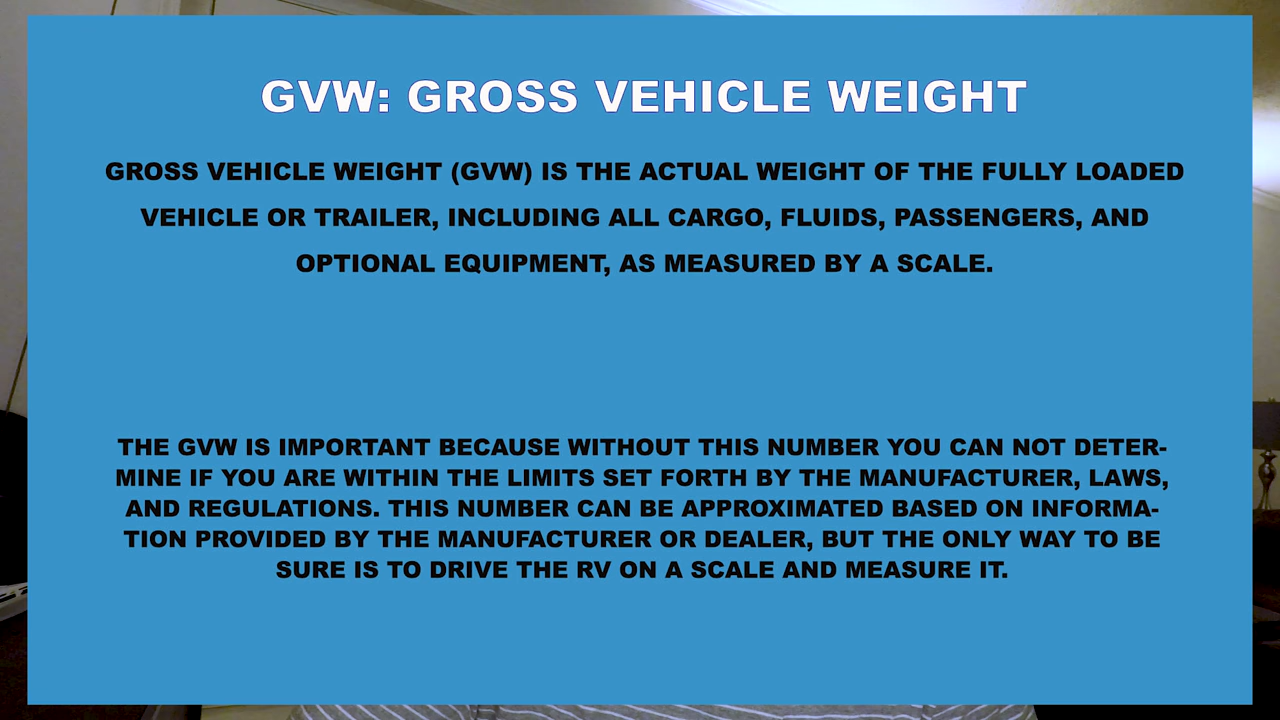 GVW: GROSS VEHICLE WEIGHT
GROSS VEHICLE WEIGHT (GVW) IS THE ACTUAL WEIGHT OF THE FULLY LOADED
VEHICLE OR TRAILER, INCLUDING ALL CARGO, FLUIDS, PASSENGERS, AND
OPTIONAL EQUIPMENT, AS MEASURED BY A SCALE.
THE GVW IS IMPORTANT BECAUSE WITHOUT THIS NUMBER YOU CAN NOT DETER-
MINE IF YOU ARE WITHIN THE LIMITS SET FORTH BY THE MANUFACTURER, LAWS,
AND REGULATIONS. THIS NUMBER CAN BE APPROXIMATED BASED ON INFORMA-
TION PROVIDED BY THE MANUFACTURER OR DEALER, BUT THE ONLY WAY TO BE
SURE IS TO DRIVE THE RV ON A SCALE AND MEASURE IT.